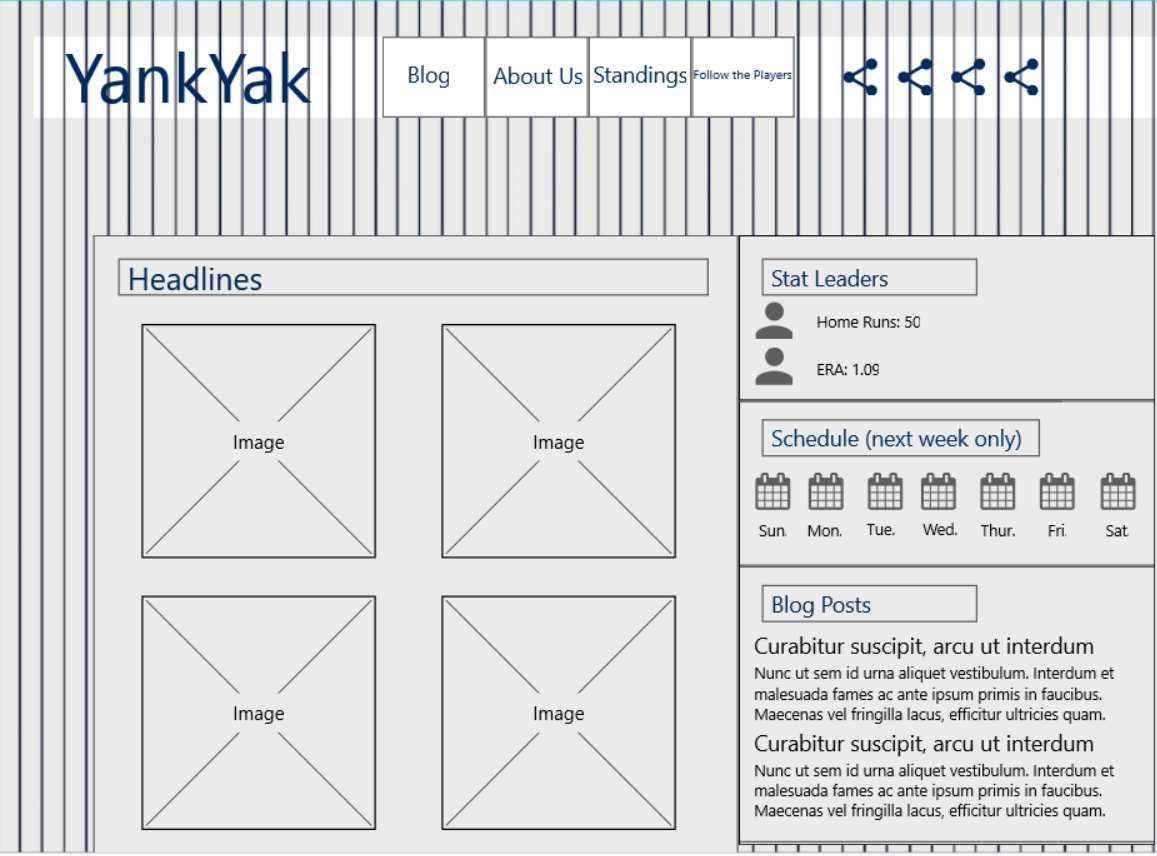 YankYak
Blog
About Us
Standings
Follow the Players
Headlines
Image
Image
Image
Image
Stat Leaders
Home Runs: 50
ERA: 1.09
Schedule (next week only)
Sun.
Mon.
Tue.
Wed.
Thur.
Fri.
Sat.
Blog Posts
Curabitur suscipit, arcu ut interdum
Nunc ut sem id urna aliquet vestibulum. Interdum et
malesuada fames ac ante ipsum primis in faucibus.
Maecenas vel fringilla lacus, efficitur ultricies quam.
Curabitur suscipit, arcu ut interdum
Nunc ut sem id urna aliquet vestibulum. Interdum et
malesuada fames ac ante ipsum primis in faucibus.
Maecenas vel fringilla lacus, efficitur ultricies quam.